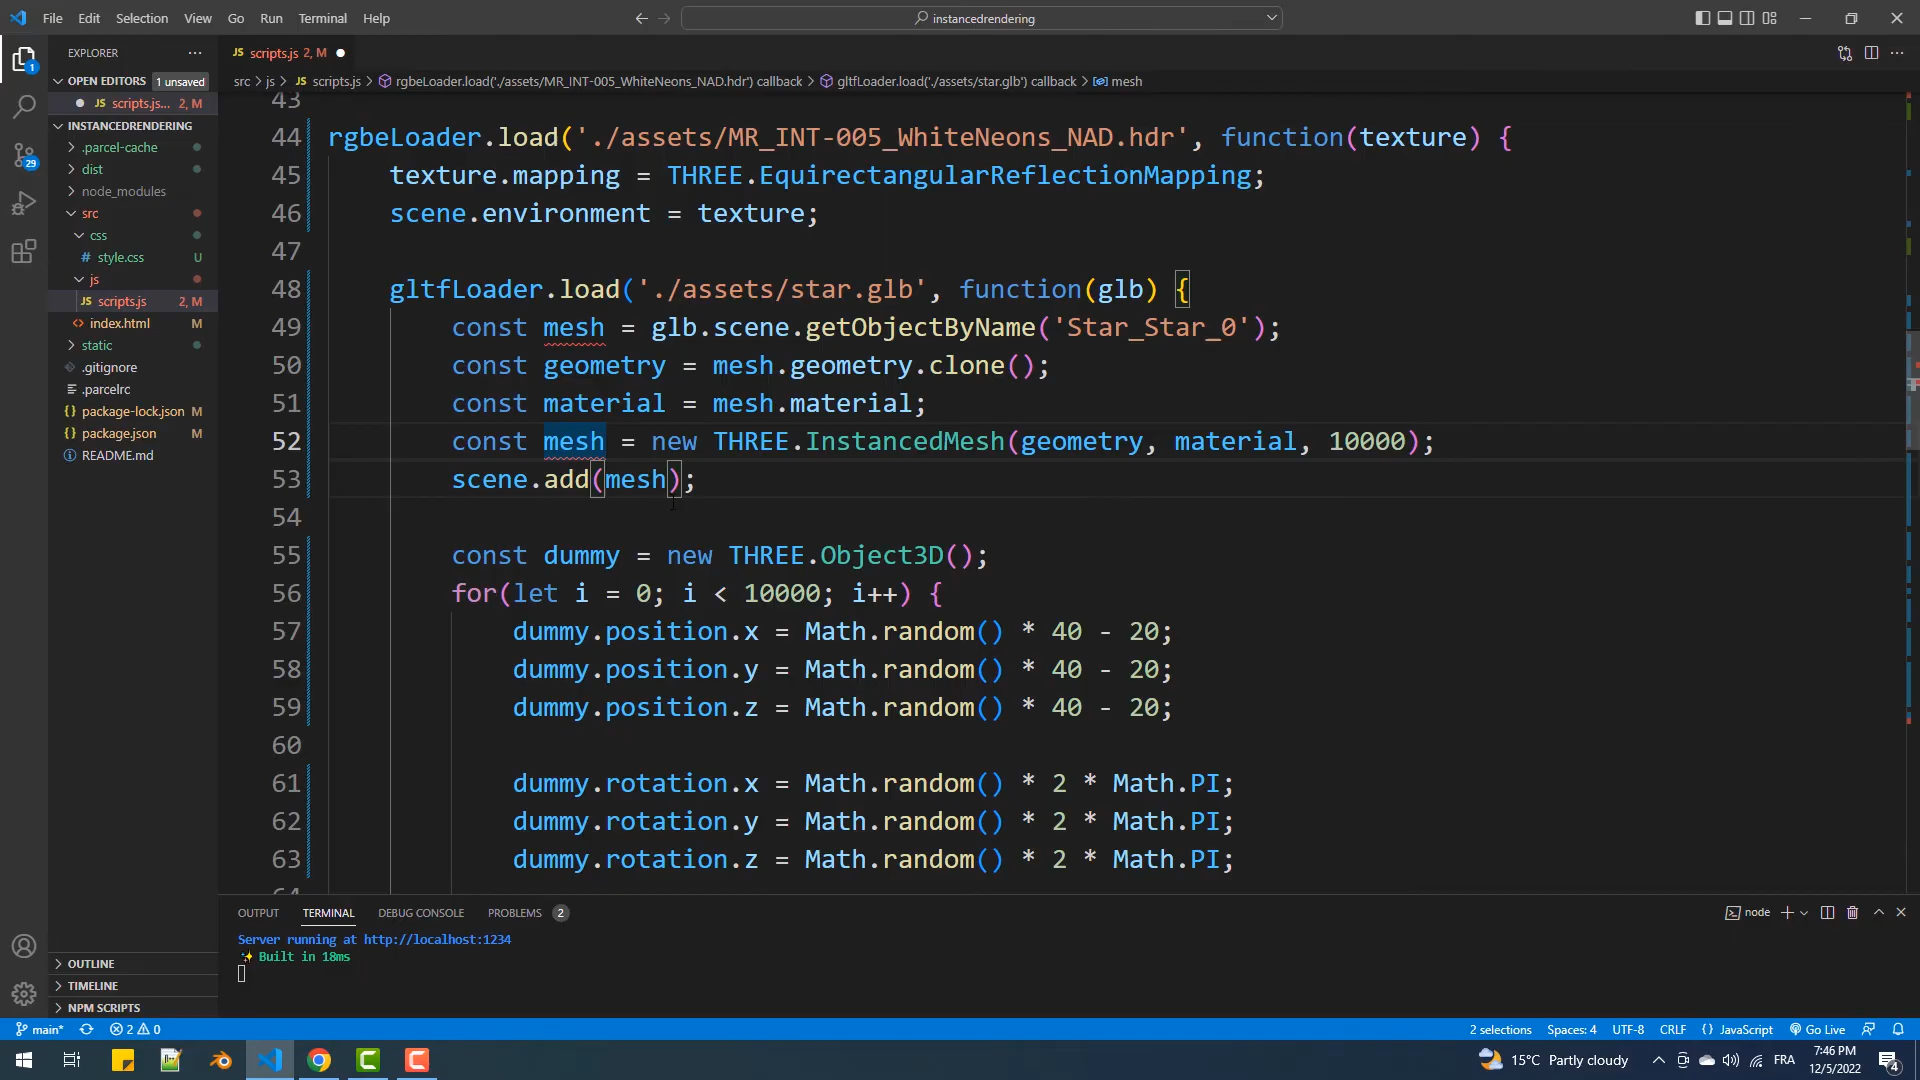 File Edit Selection View Go Run Terminal Help
instancedrendering
EXPLORER
JS scripts.js 2, M
OPEN EDITORS 1 unsaved
JS scripts.js... 2, M
INSTANCEDRENDERING
.parcel-cache
dist
node_modules
src
css
# style.css U
js
JS scripts.js 2, M
<> index.html M
static
.gitignore
.parcelrc
{} package-lock.json M
{} package.json M
README.md
OUTLINE
TIMELINE
NPM SCRIPTS
src > js > JS scripts.js > rgbeLoader.load('./assets/MR_INT-005_WhiteNeons_NAD.hdr') callback > gltfLoader.load('./assets/star.glb') callback > mesh
43
44 rgbeLoader.load('./assets/MR_INT-005_WhiteNeons_NAD.hdr', function(texture) {
45 texture.mapping = THREE.EquirectangularReflectionMapping;
46 scene.environment = texture;
47
48 gltfLoader.load('./assets/star.glb', function(glb) {
49 const mesh = glb.scene.getObjectByName('Star_Star_0');
50 const geometry = mesh.geometry.clone();
51 const material = mesh.material;
52 const mesh = new THREE.InstancedMesh(geometry, material, 10000);
53 scene.add(mesh);
54
55 const dummy = new THREE.Object3D();
56 for(let i = 0; i < 10000; i++) {
57 dummy.position.x = Math.random() * 40 - 20;
58 dummy.position.y = Math.random() * 40 - 20;
59 dummy.position.z = Math.random() * 40 - 20;
60
61 dummy.rotation.x = Math.random() * 2 * Math.PI;
62 dummy.rotation.y = Math.random() * 2 * Math.PI;
63 dummy.rotation.z = Math.random() * 2 * Math.PI;
64
OUTPUT TERMINAL DEBUG CONSOLE PROBLEMS 2
node
Server running at http://localhost:1234
✨ Built in 18ms
main* 2 0
2 selections Spaces: 4 UTF-8 CRLF {} JavaScript Go Live
1
29
15°C Partly cloudy
FRA
7:46 PM
12/5/2022
4